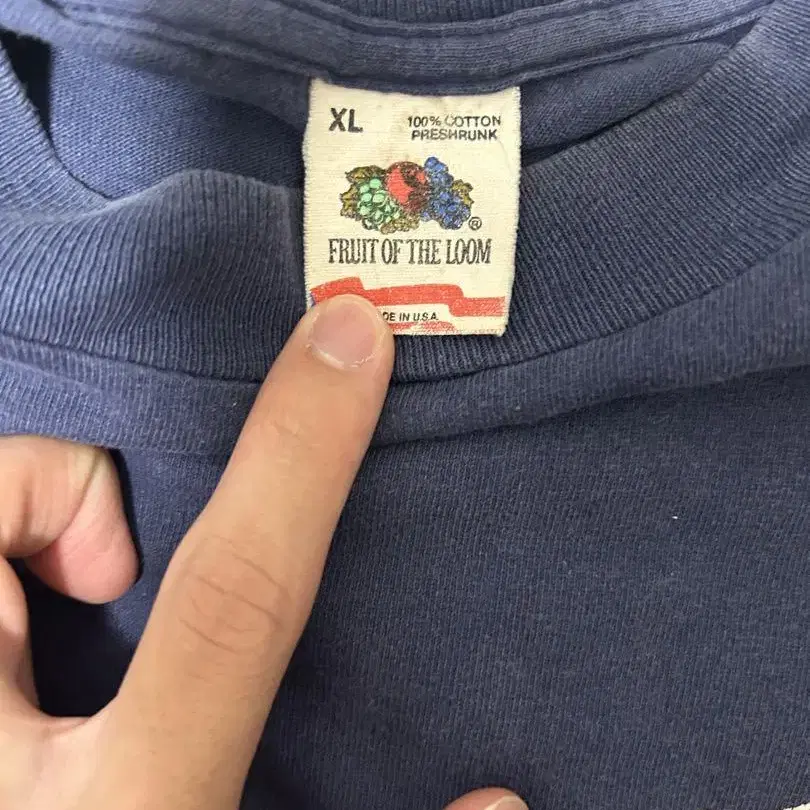 XL
100% COTTON
PRESHRUNK
®
FRUIT OF THE LOOM
DE IN U.S.A.